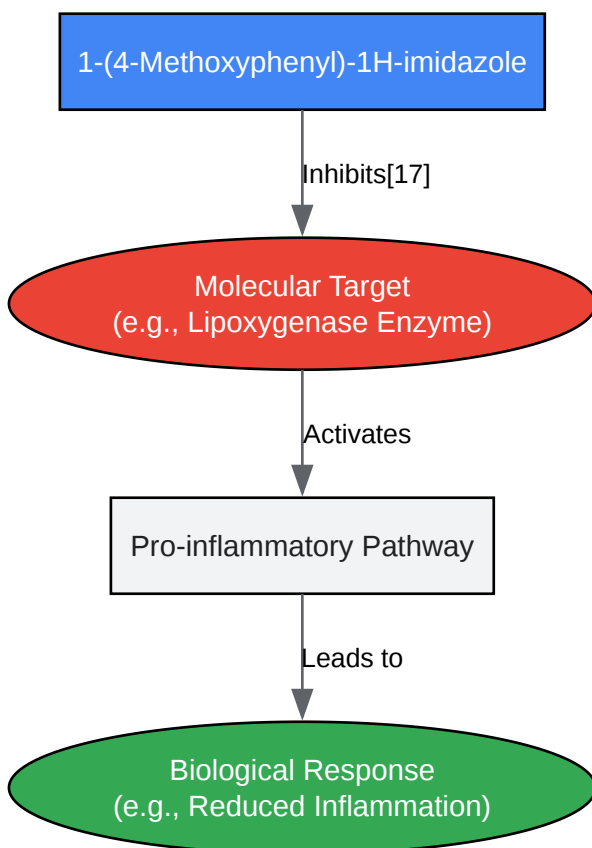 1-(4-Methoxyphenyl)-1H-imidazole
Inhibits[17]
Molecular Target
(e.g., Lipoxygenase Enzyme)
Activates
Pro-inflammatory Pathway
Leads to
Biological Response
(e.g., Reduced Inflammation)